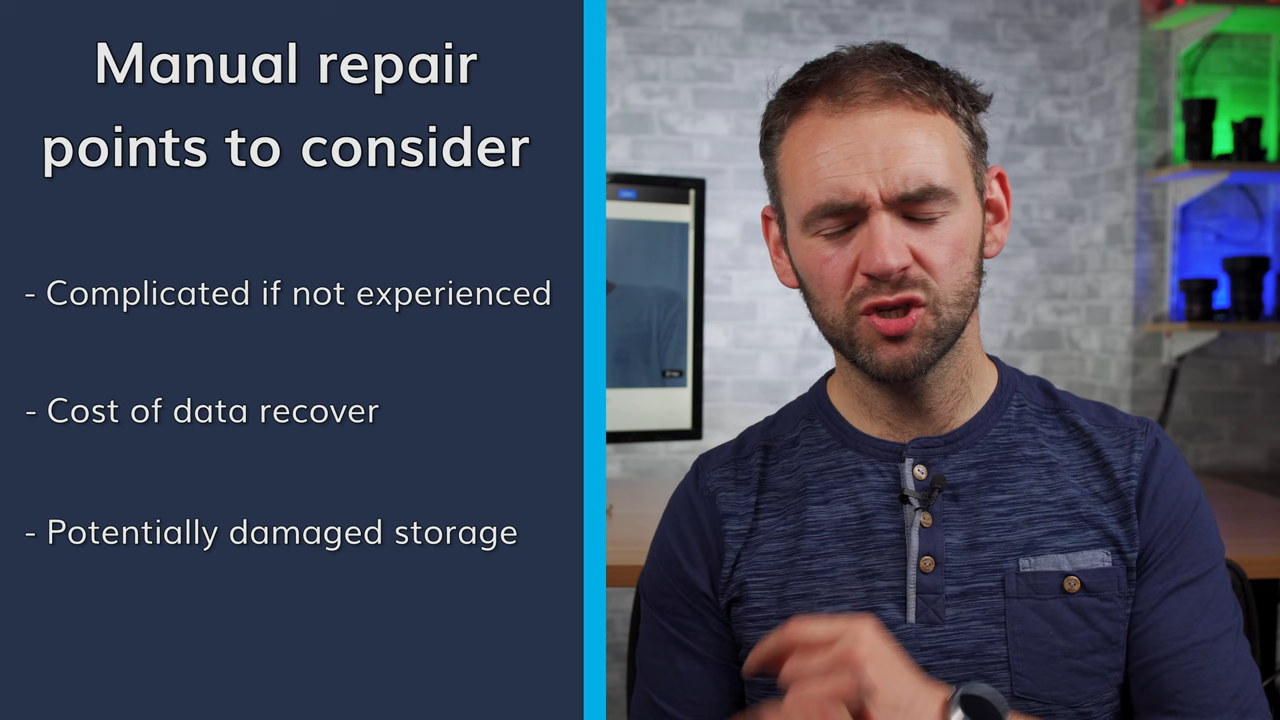 Manual repair
points to consider
- Complicated if not experienced
- Cost of data recover
- Potentially damaged storage